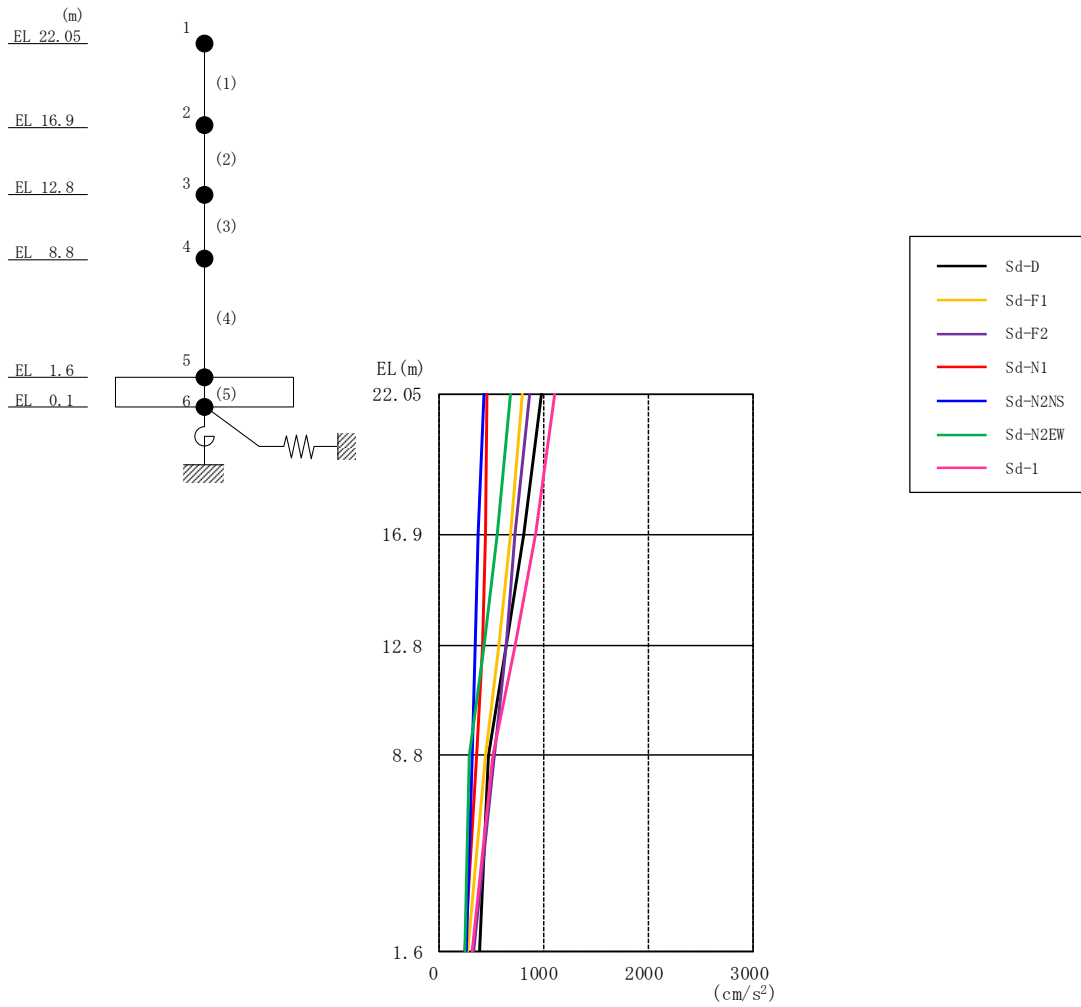 (m)
EL 22.05
EL 16.9
EL 12.8
EL 8.8
EL 1.6
EL 0.1
1
(1)
2
(2)
3
(3)
4
(4)
5
(5)
6
EL(m)
22.05
16.9
12.8
8.8
1.6
0 1000 2000 3000
(cm/s²)
Sd-D
Sd-F1
Sd-F2
Sd-N1
Sd-N2NS
Sd-N2EW
Sd-1